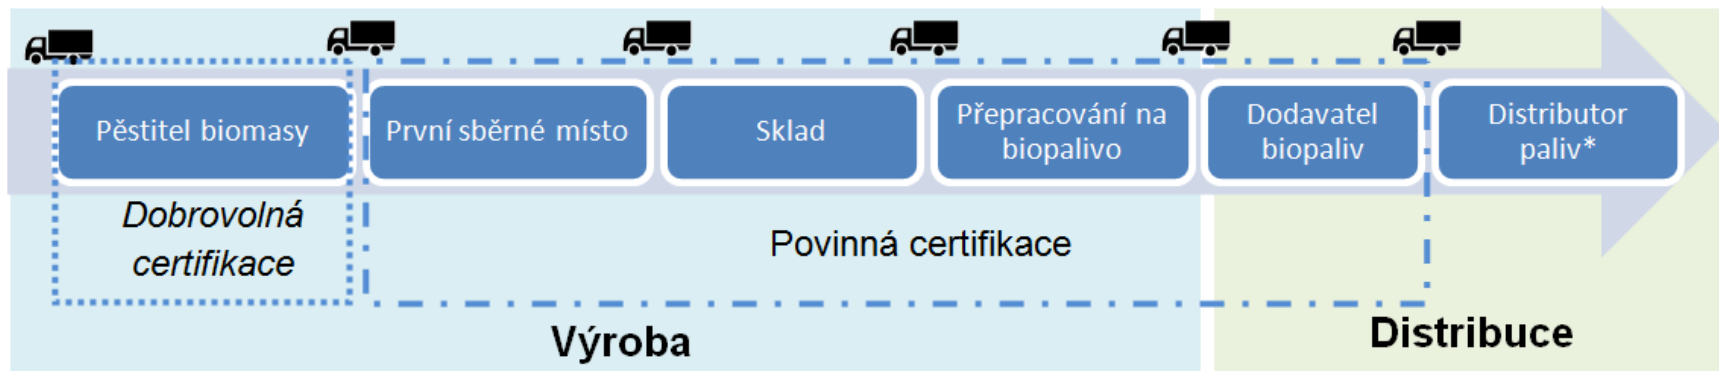 Pěstitel biomasy
První sběrné místo
Sklad
Přepracování na
biopalivo
Dodavatel
biopaliv
Distributor
paliv*
Dobrovolná
certifikace
Povinná certifikace
Výroba
Distribuce